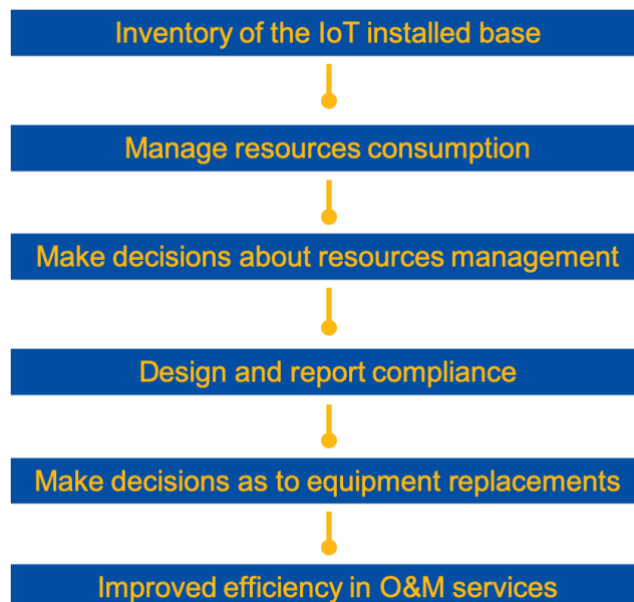 Inventory of the IoT installed base
Manage resources consumption
Make decisions about resources management
Design and report compliance
Make decisions as to equipment replacements
Improved efficiency in O&M services